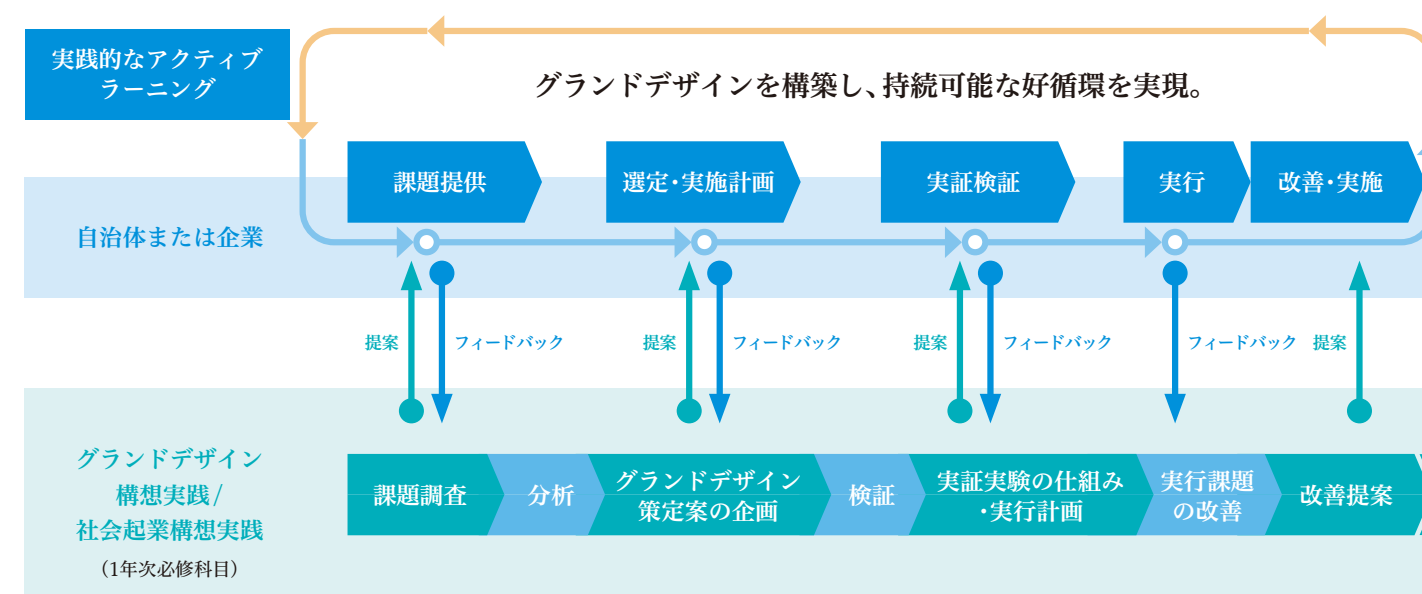 実践的なアクティブ
ラーニング
グランドデザインを構築し、持続可能な好循環を実現。
課題提供
選定・実施計画
実証検証
実行
改善・実施
自治体または企業
提案
フィードバック
提案
フィードバック
提案
フィードバック
フィードバック
提案
グランドデザイン
構想実践/
社会起業構想実践
（1年次必修科目）
課題調査
分析
グランドデザイン
策定案の企画
検証
実証実験の仕組み
・実行計画
実行課題
の改善
改善提案